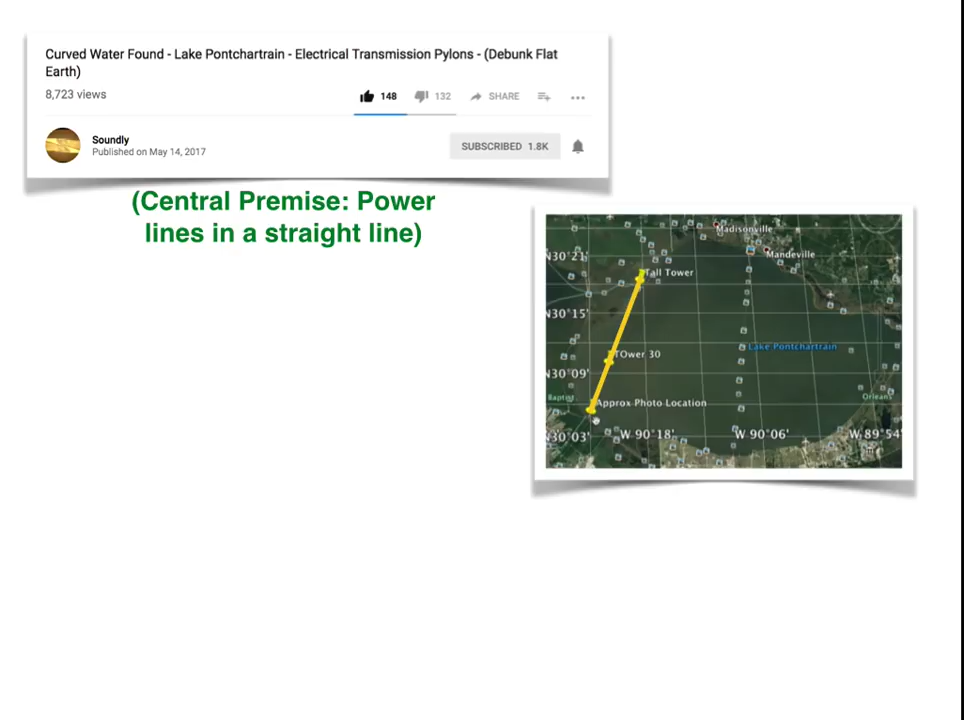 Curved Water Found - Lake Pontchartrain - Electrical Transmission Pylons - (Debunk Flat
Earth)
8,723 views
148
132
SHARE
Soundly
Published on May 14, 2017
SUBSCRIBED 1.8K
(Central Premise: Power
lines in a straight line)
Madisonville
Mandeville
N30°21'
Tall Tower
N30°15'
Lake Pontchartrain
TOwer 30
N30°09'
Baptist
Approx Photo Location
Orleans
N30°03'
W 90°18'
W 90°06'
W 89°54'